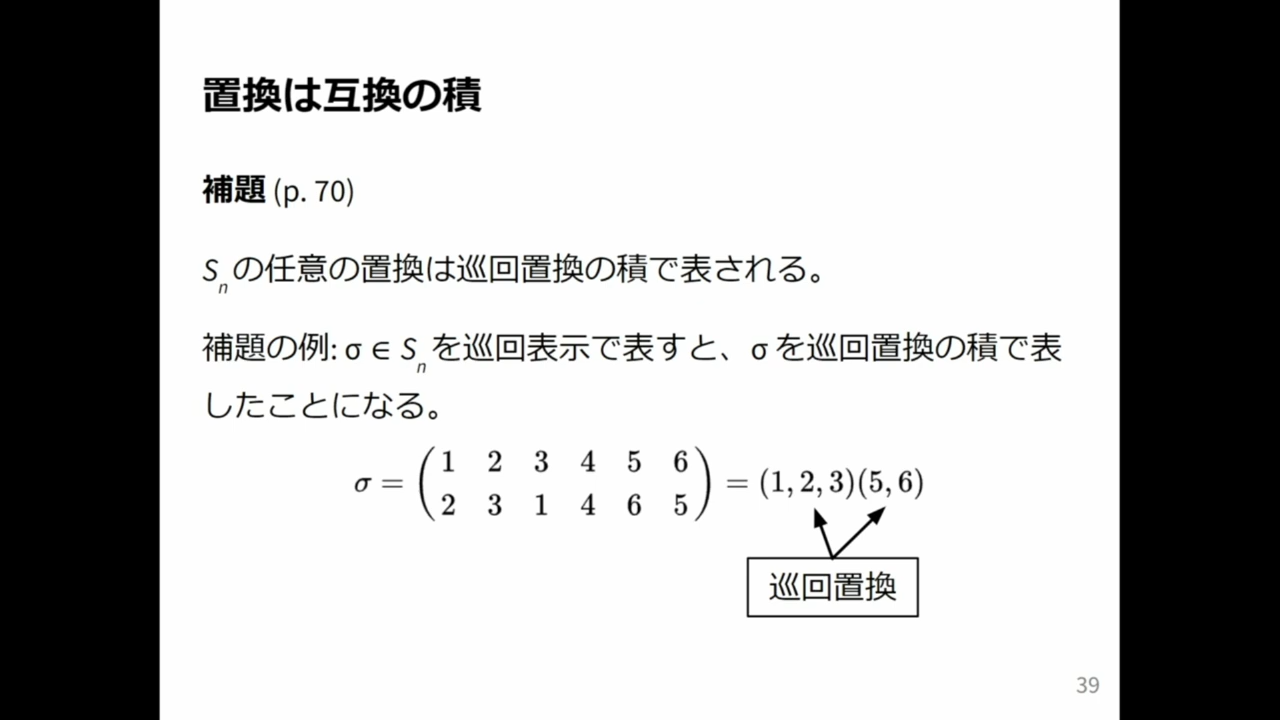 置換は互換の積
補題 (p. 70)
Snの任意の置換は巡回置換の積で表される。
補題の例: σ ∈ Snを巡回表示で表すと、σ を巡回置換の積で表
したことになる。
σ = (1 2 3 4 5 6
2 3 1 4 6 5) = (1, 2, 3)(5, 6)
巡回置換
39